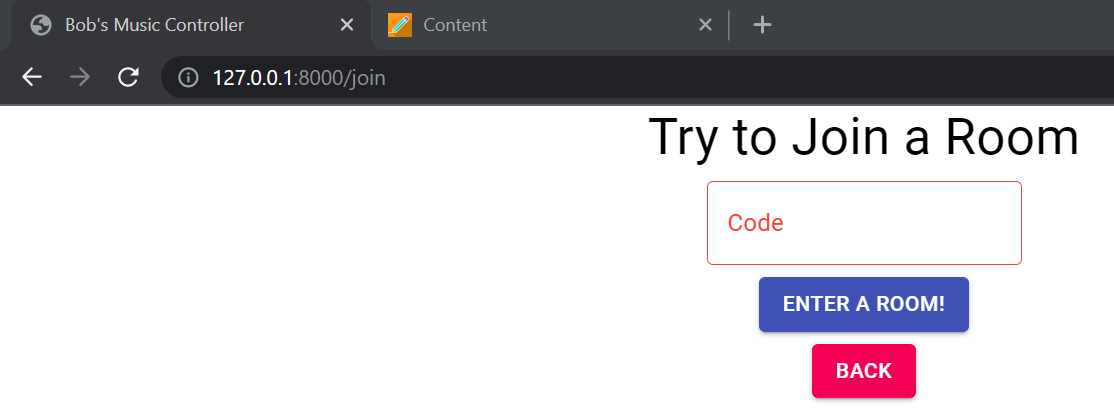 Bob's Music Controller
Content
127.0.0.1:8000/join
Try to Join a Room
Code
ENTER A ROOM!
BACK